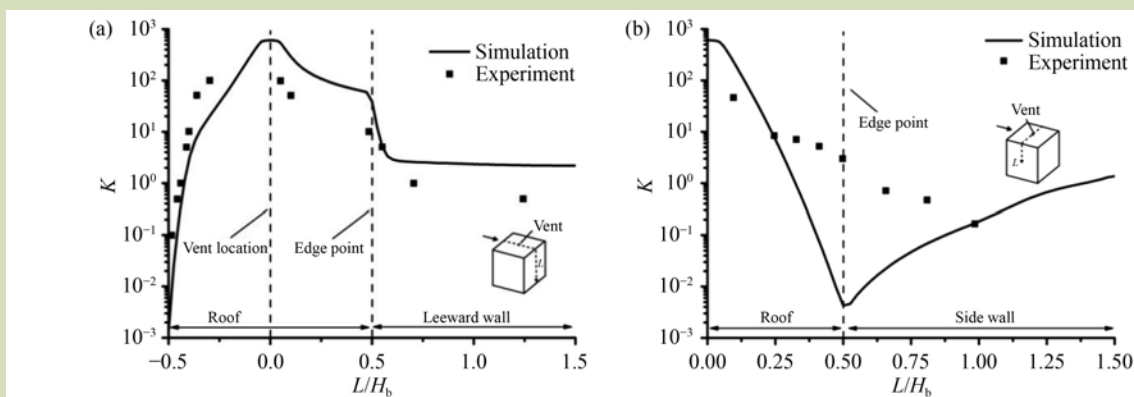 (a)
10³
10²
10¹
10⁰
10⁻¹
10⁻²
10⁻³
K
Simulation
Experiment
Vent location
Edge point
Vent
L
Roof
Leeward wall
−0.5
0.0
0.5
1.0
1.5
L/H_b
(b)
10³
10²
10¹
10⁰
10⁻¹
10⁻²
10⁻³
K
Simulation
Experiment
Edge point
Vent
L
Roof
Side wall
0.00
0.25
0.50
0.75
1.00
1.25
1.50
L/H_b